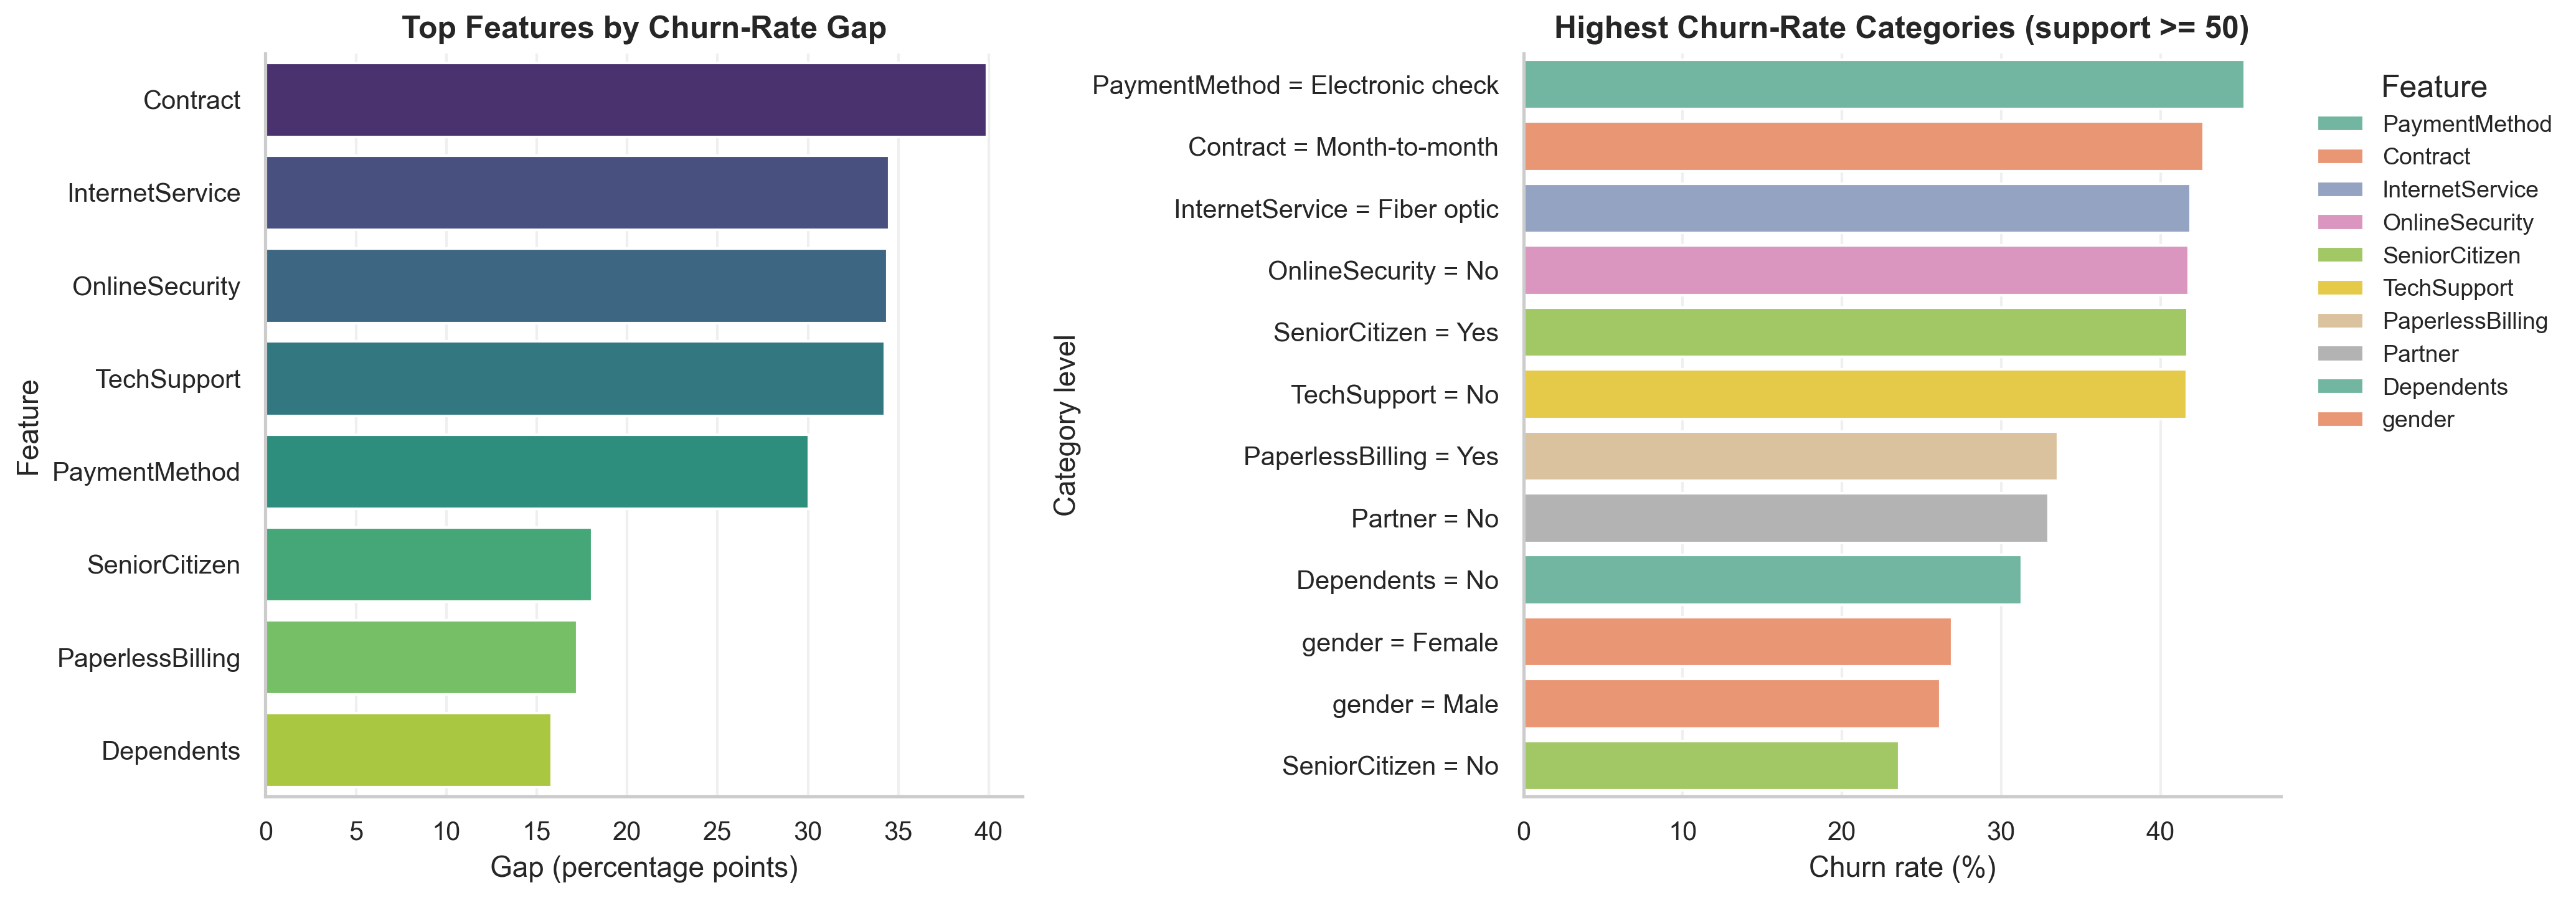 Top Features by Churn-Rate Gap
Feature
Contract
InternetService
OnlineSecurity
TechSupport
PaymentMethod
SeniorCitizen
PaperlessBilling
Dependents
0 5 10 15 20 25 30 35 40
Gap (percentage points)
Highest Churn-Rate Categories (support >= 50)
Category level
PaymentMethod = Electronic check
Contract = Month-to-month
InternetService = Fiber optic
OnlineSecurity = No
SeniorCitizen = Yes
TechSupport = No
PaperlessBilling = Yes
Partner = No
Dependents = No
gender = Female
gender = Male
SeniorCitizen = No
0 10 20 30 40
Churn rate (%)
Feature
PaymentMethod
Contract
InternetService
OnlineSecurity
SeniorCitizen
TechSupport
PaperlessBilling
Partner
Dependents
gender